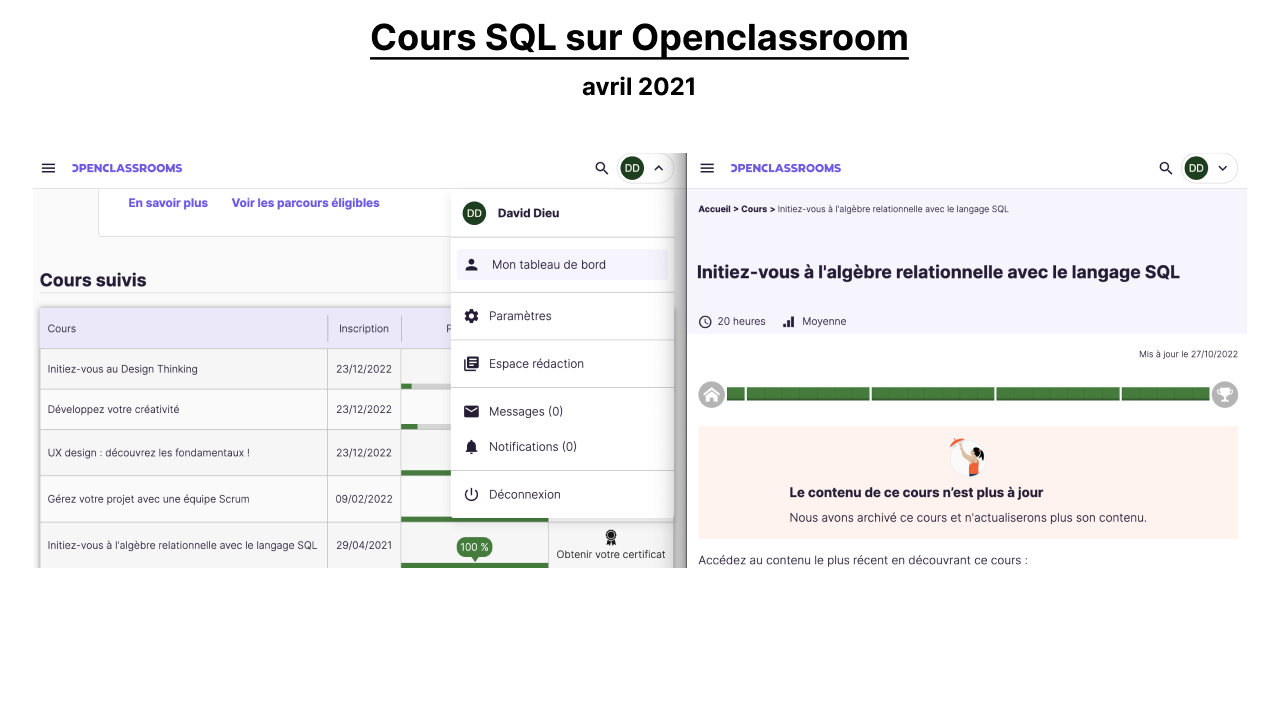 Cours SQL sur Openclassroom
avril 2021
OPENCLASSROOMS
DD
En savoir plus Voir les parcours éligibles
DD David Dieu
Mon tableau de bord
Paramètres
Espace rédaction
Messages (0)
Notifications (0)
Déconnexion
Cours suivis
Cours Inscription
Initiez-vous au Design Thinking 23/12/2022
Développez votre créativité 23/12/2022
UX design : découvrez les fondamentaux ! 23/12/2022
Gérez votre projet avec une équipe Scrum 09/02/2022
Initiez-vous à l'algèbre relationnelle avec le langage SQL 29/04/2021 100 % Obtenir votre certificat
OPENCLASSROOMS
DD
Accueil > Cours > Initiez-vous à l'algèbre relationnelle avec le langage SQL
Initiez-vous à l'algèbre relationnelle avec le langage SQL
20 heures Moyenne
Mis à jour le 27/10/2022
Le contenu de ce cours n’est plus à jour
Nous avons archivé ce cours et n'actualiserons plus son contenu.
Accédez au contenu le plus récent en découvrant ce cours :